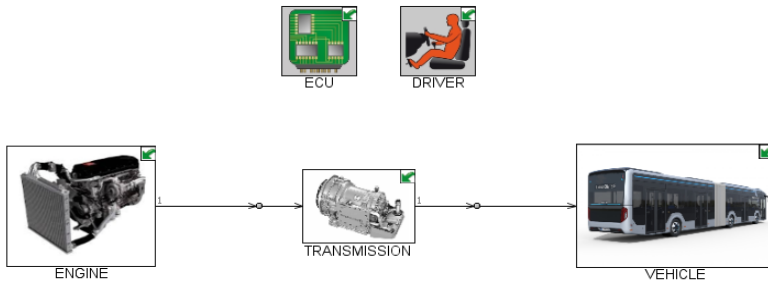 ECU
DRIVER
1
1
ENGINE
TRANSMISSION
VEHICLE